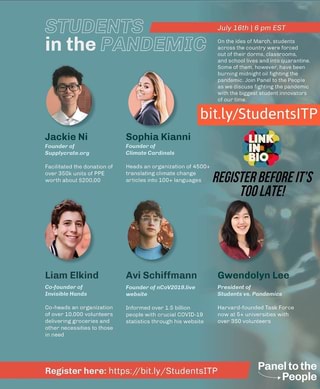 STUDENTS
in the PANDEMIC
July 16th | 6 pm EST
On the ides of March, students
across the country were forced
out of their dorms, classrooms,
and school lives and into quarantine.
Some of them, however, have been
burning midnight oil fighting the
pandemic. Join Panel to the People
as we discuss fighting the pandemic
with the biggest student innovators
of our time.
bit.ly/StudentsITP
LINK
IN
BIO
REGISTER BEFORE IT'S
TOO LATE!
Jackie Ni
Founder of
Supplycrate.org
Facilitated the donation of
over 350k units of PPE
worth about $200,00
Sophia Kianni
Founder of
Climate Cardinals
Heads an organization of 4500+
translating climate change
articles into 100+ languages
Liam Elkind
Co-founder of
Invisible Hands
Co-heads an organization
of over 10,000 volunteers
delivering groceries and
other necessities to those
in need
Avi Schiffmann
Founder of nCoV2019.live
website
Informed over 1.5 billion
people with crucial COVID-19
statistics through his website
Gwendolyn Lee
President of
Students vs. Pandemics
Harvard-founded Task Force
now at 5+ universities with
over 350 volunteers
Register here: https://bit.ly/StudentsITP
Panel to the
People